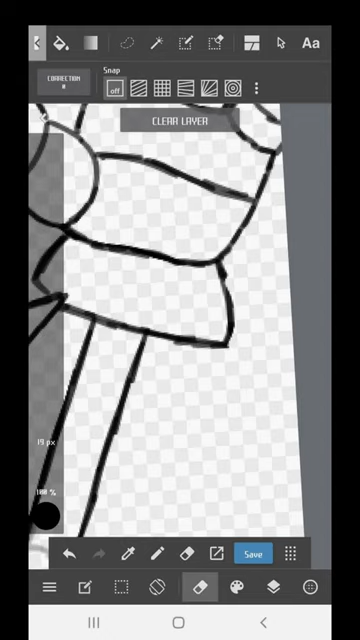 Aa
CORRECTION
Snap
off
CLEAR LAYER
19 px
100 %
Save